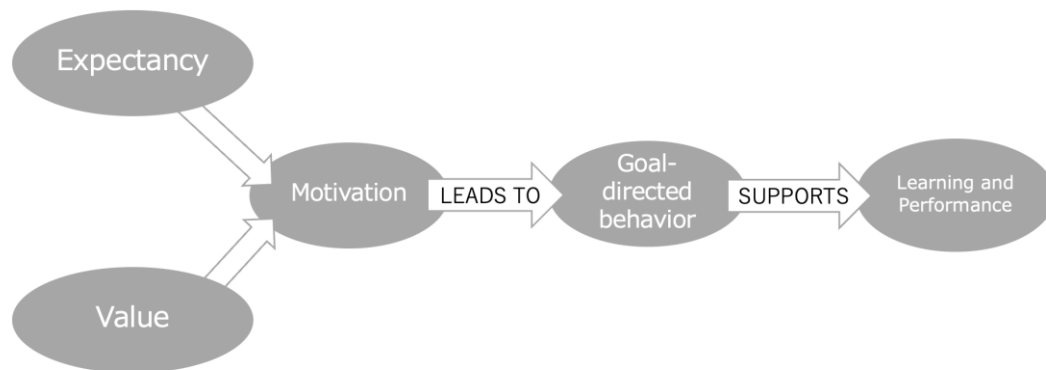 Expectancy
Value
Motivation
LEADS TO
Goal-
directed
behavior
SUPPORTS
Learning and
Performance